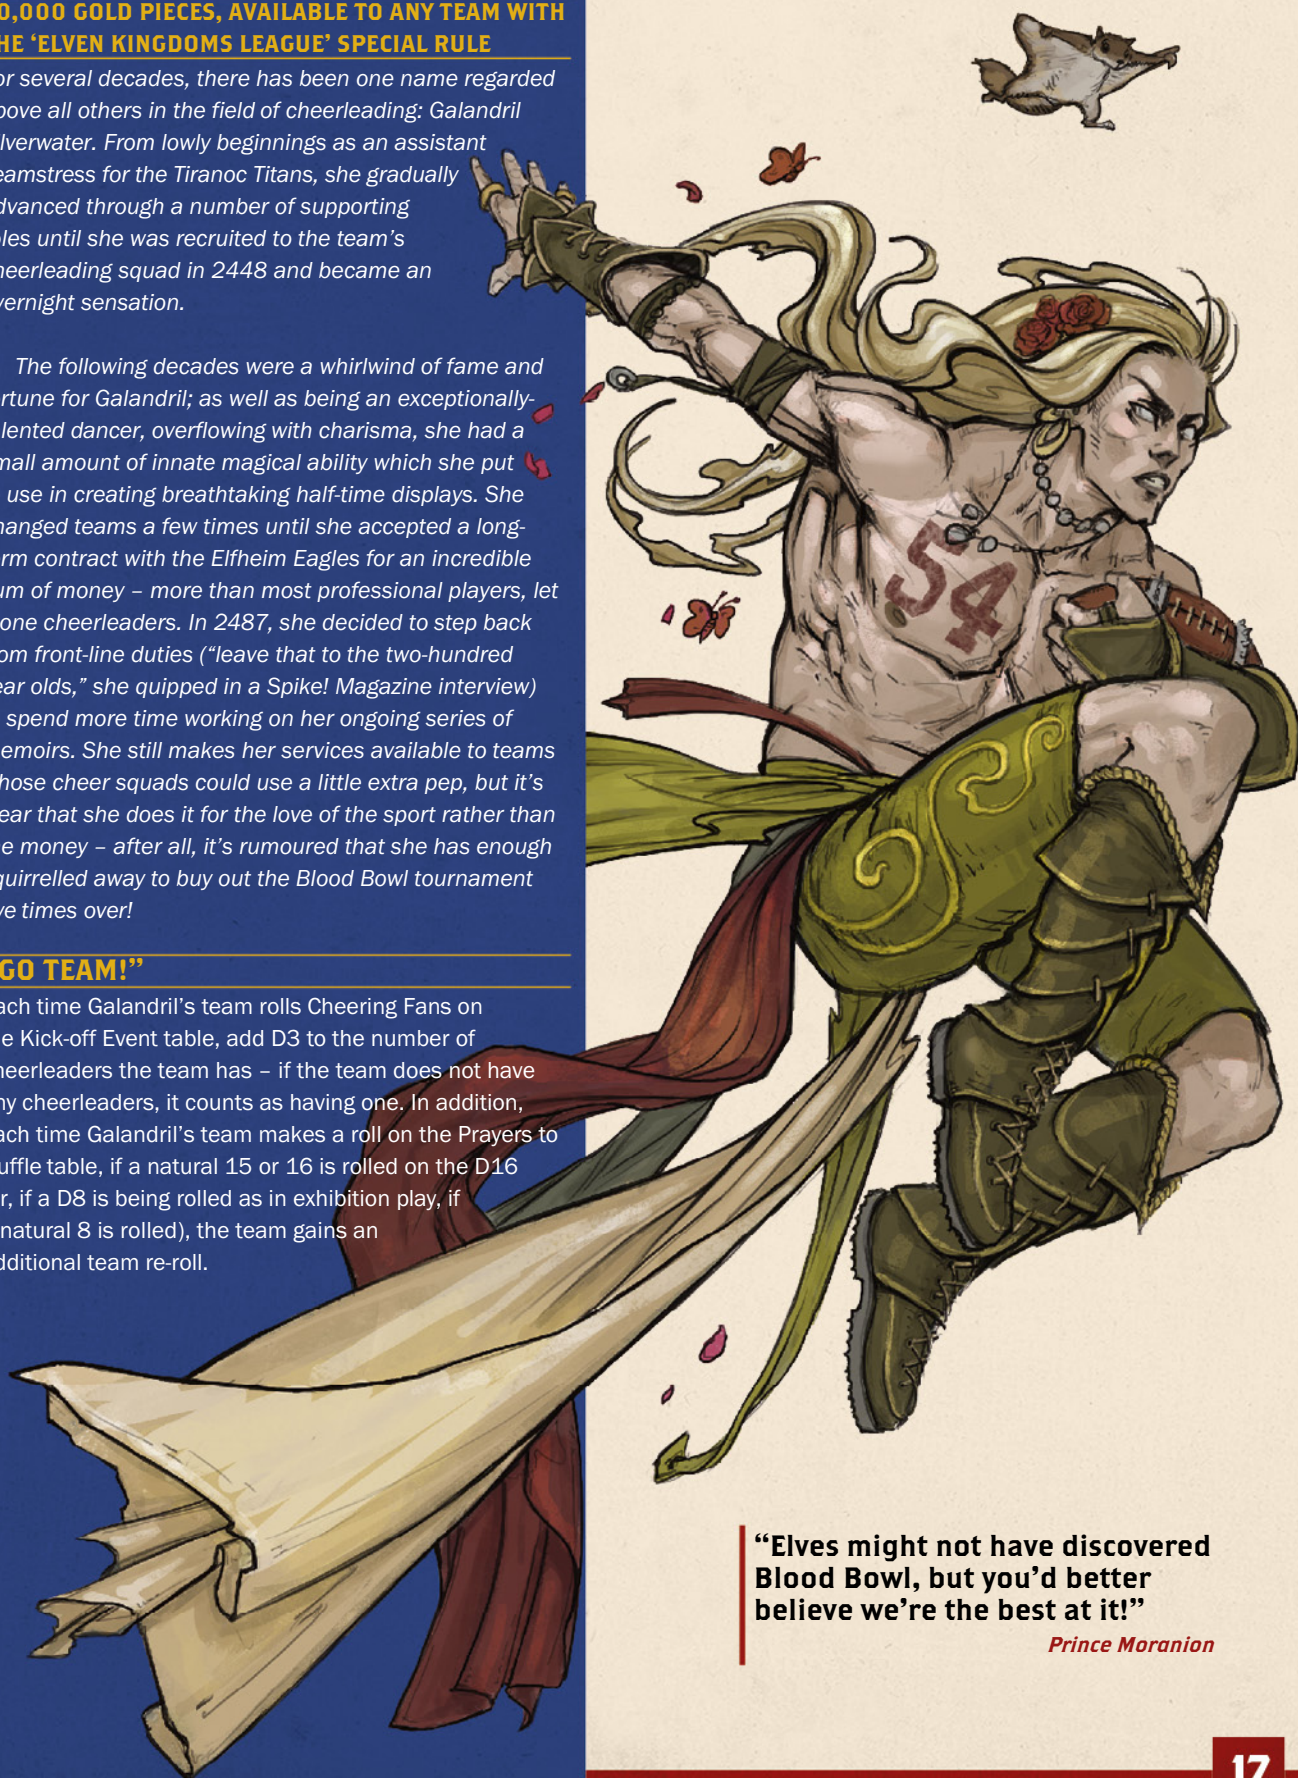 0,000 GOLD PIECES, AVAILABLE TO ANY TEAM WITH
HE ‘ELVEN KINGDOMS LEAGUE’ SPECIAL RULE
or several decades, there has been one name regarded
bove all others in the field of cheerleading: Galandril
lverwater. From lowly beginnings as an assistant
eamstress for the Tiranoc Titans, she gradually
dvanced through a number of supporting
les until she was recruited to the team’s
heerleading squad in 2448 and became an
vernight sensation.
The following decades were a whirlwind of fame and
rtune for Galandril; as well as being an exceptionally-
lented dancer, overflowing with charisma, she had a
mall amount of innate magical ability which she put
use in creating breathtaking half-time displays. She
hanged teams a few times until she accepted a long-
rm contract with the Elfheim Eagles for an incredible
um of money – more than most professional players, let
one cheerleaders. In 2487, she decided to step back
om front-line duties (“leave that to the two-hundred
ear olds,” she quipped in a Spike! Magazine interview)
spend more time working on her ongoing series of
emoirs. She still makes her services available to teams
hose cheer squads could use a little extra pep, but it’s
ear that she does it for the love of the sport rather than
e money – after all, it’s rumoured that she has enough
quirrelled away to buy out the Blood Bowl tournament
ve times over!
GO TEAM!”
ach time Galandril’s team rolls Cheering Fans on
e Kick-off Event table, add D3 to the number of
heerleaders the team has – if the team does not have
ny cheerleaders, it counts as having one. In addition,
ach time Galandril’s team makes a roll on the Prayers to
uffle table, if a natural 15 or 16 is rolled on the D16
r, if a D8 is being rolled as in exhibition play, if
natural 8 is rolled), the team gains an
dditional team re-roll.
54
“Elves might not have discovered
Blood Bowl, but you’d better
believe we’re the best at it!”
Prince Moranion
17